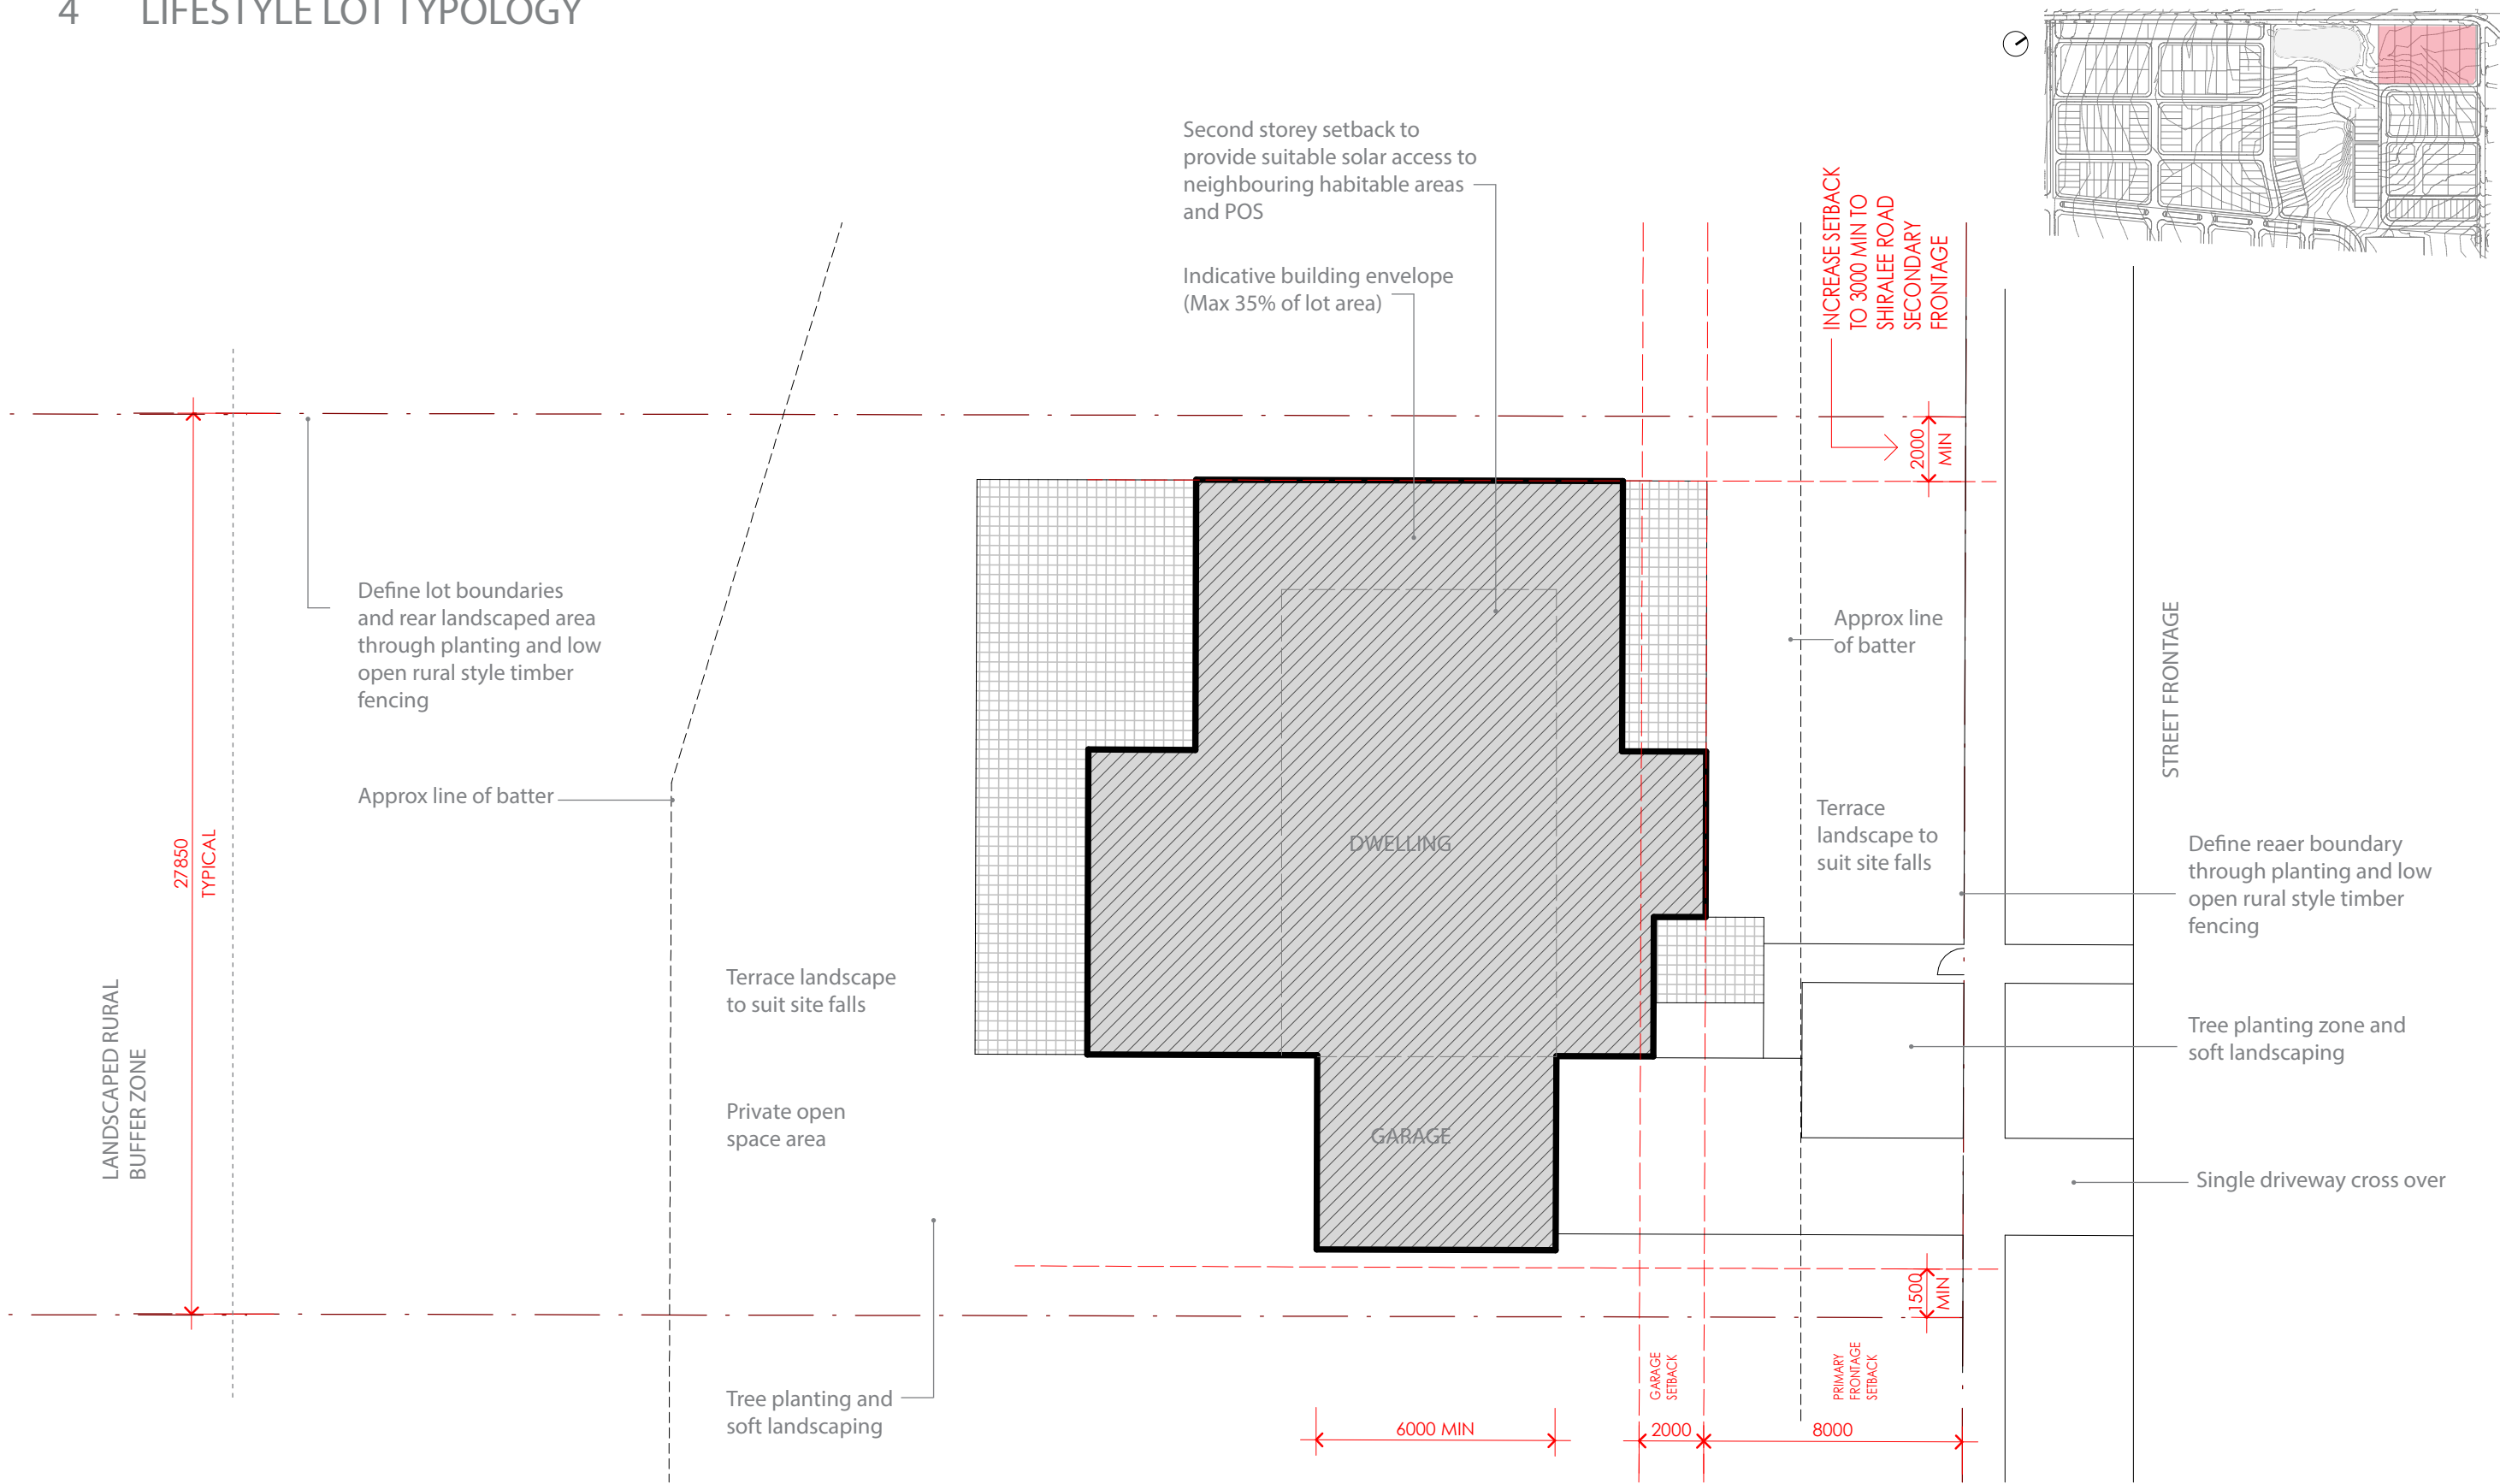 4 LIFESTYLE LOT TYPOLOGY
Second storey setback to
provide suitable solar access to
neighbouring habitable areas
and POS
Indicative building envelope
(Max 35% of lot area)
INCREASE SETBACK
TO 3000 MIN TO
SHIRALEE ROAD
SECONDARY
FRONTAGE
2000
MIN
Define lot boundaries
and rear landscaped area
through planting and low
open rural style timber
fencing
Approx line of batter
27850
TYPICAL
LANDSCAPED RURAL
BUFFER ZONE
Terrace landscape
to suit site falls
Private open
space area
Tree planting and
soft landscaping
DWELLING
GARAGE
Approx line
of batter
Terrace
landscape to
suit site falls
STREET FRONTAGE
Define reaer boundary
through planting and low
open rural style timber
fencing
Tree planting zone and
soft landscaping
Single driveway cross over
1500
MIN
GARAGE
SETBACK
PRIMARY
FRONTAGE
SETBACK
6000 MIN
2000
8000